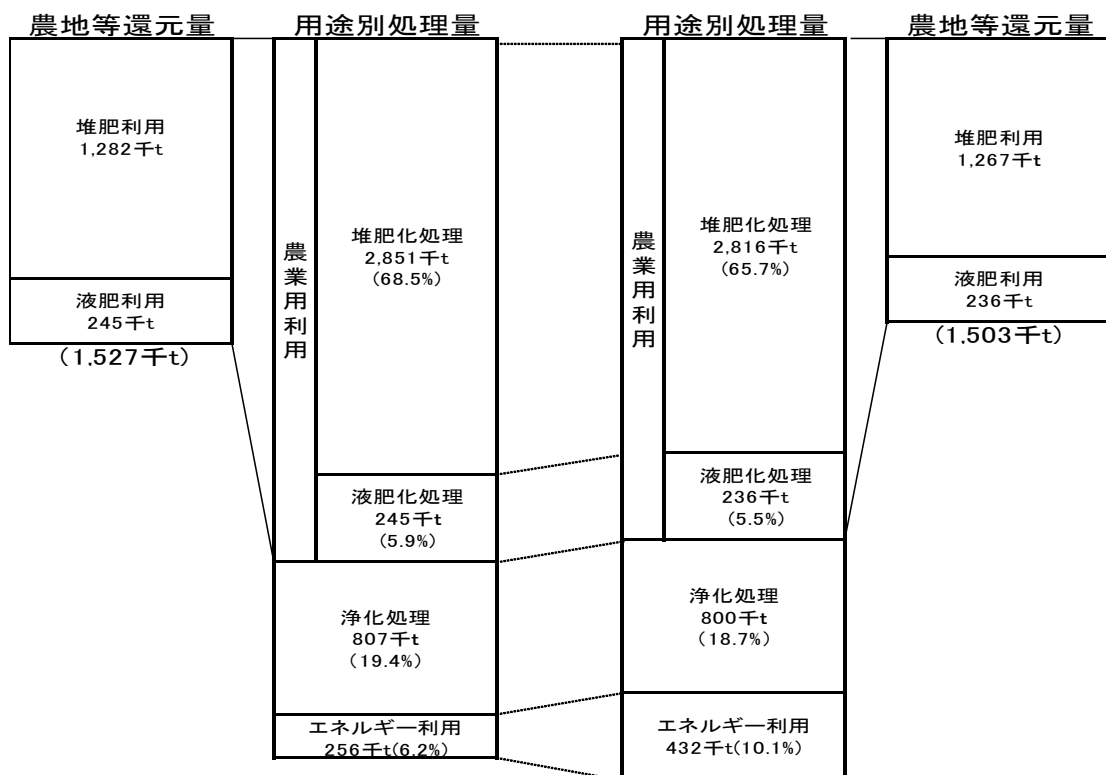 農地等還元量
用途別処理量
用途別処理量
農地等還元量
堆肥利用
1,282千t
液肥利用
245千t
(1,527千t)
農業用利用
堆肥化処理
2,851千t
(68.5%)
液肥化処理
245千t
(5.9%)
浄化処理
807千t
(19.4%)
エネルギー利用
256千t(6.2%)
農業用利用
堆肥化処理
2,816千t
(65.7%)
液肥化処理
236千t
(5.5%)
浄化処理
800千t
(18.7%)
エネルギー利用
432千t(10.1%)
堆肥利用
1,267千t
液肥利用
236千t
(1,503千t)